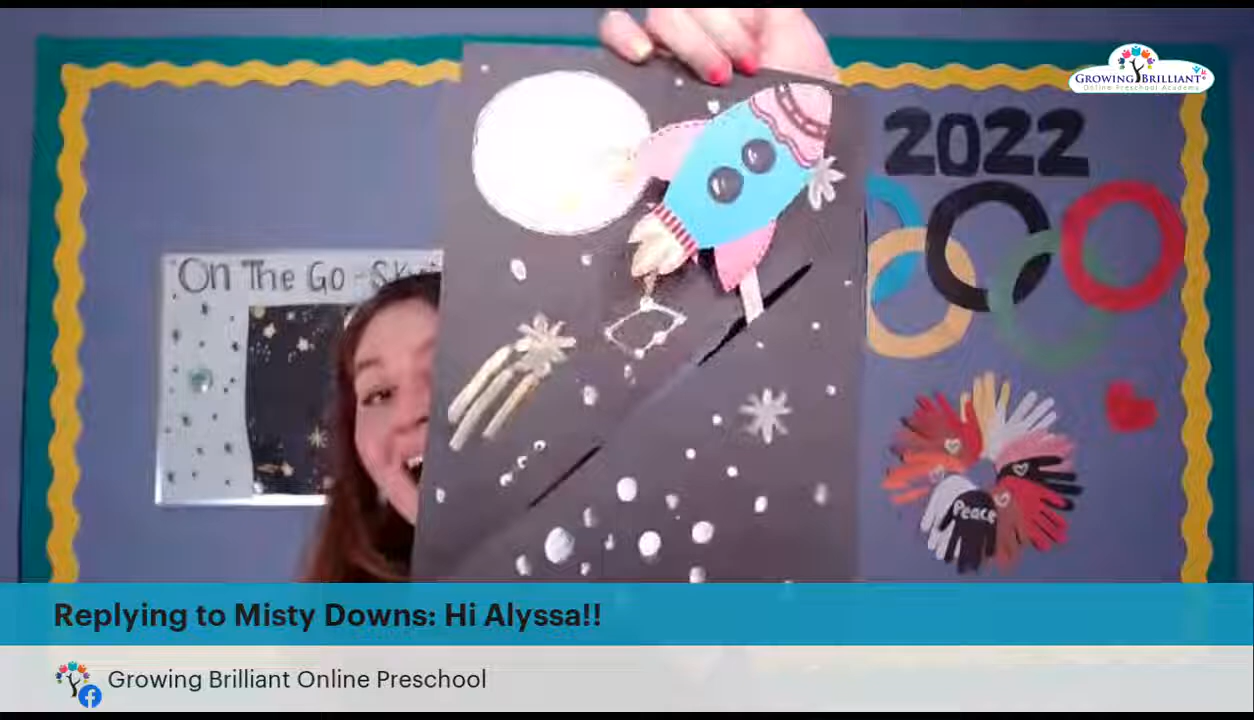 GROWING BRILLIANT
Online Preschool Academy
2022
"On The Go - Sky
Peace
Replying to Misty Downs: Hi Alyssa!!
Growing Brilliant Online Preschool